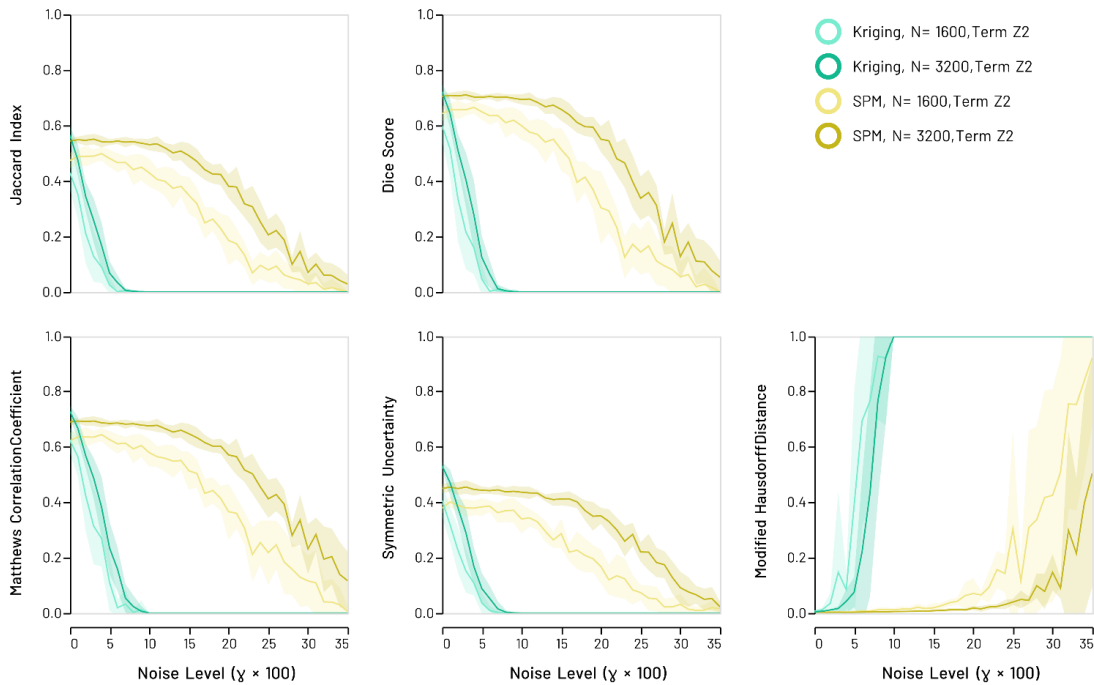 1.0
0.8
0.6
0.4
0.2
0.0
Jaccard Index
1.0
0.8
0.6
0.4
0.2
0.0
Dice Score
Kriging, N= 1600,Term Z2
Kriging, N= 3200,Term Z2
SPM, N= 1600,Term Z2
SPM, N= 3200,Term Z2
1.0
0.8
0.6
0.4
0.2
0.0
Matthews CorrelationCoefficient
0 5 10 15 20 25 30 35
Noise Level (ɣ × 100)
1.0
0.8
0.6
0.4
0.2
0.0
Symmetric Uncertainty
0 5 10 15 20 25 30 35
Noise Level (ɣ × 100)
1.0
0.8
0.6
0.4
0.2
0.0
Modified HausdorffDistance
0 5 10 15 20 25 30 35
Noise Level (ɣ × 100)